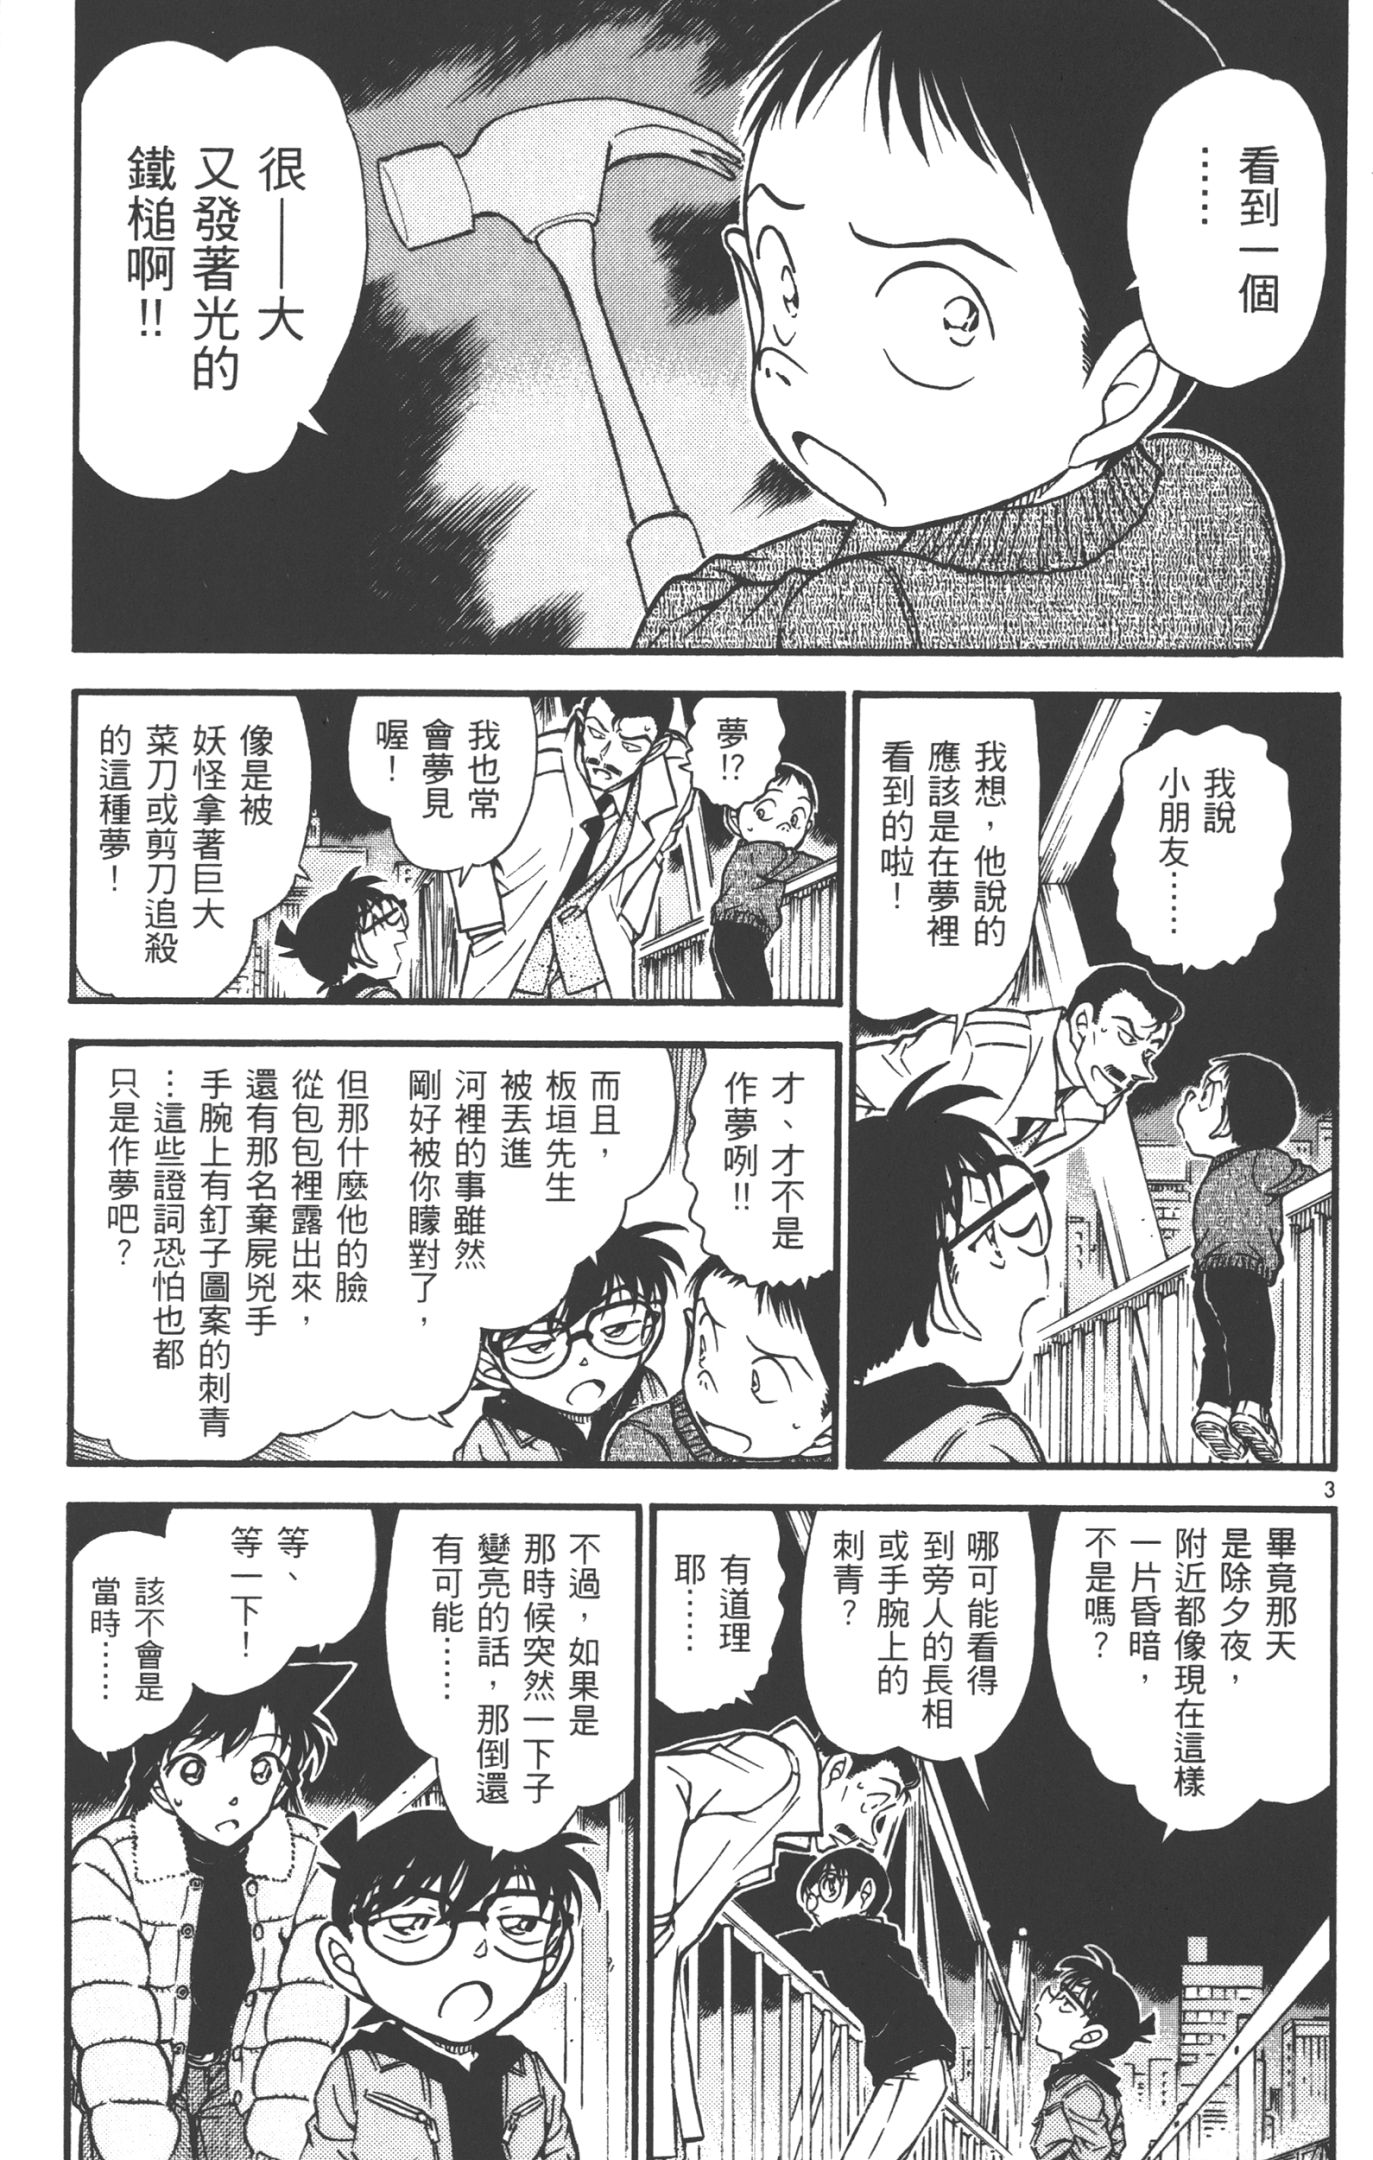 看到一個
……
很——大
又發著光的
鐵槌啊!!
我說
小朋友……
我想，他說的
應該是在夢裡
看到的啦！
夢!?
我也常
會夢見
喔！
像是被
妖怪拿著巨大
菜刀或剪刀追殺
的這種夢！
才、才不是
作夢咧!!
而且，
板垣先生
被丟進
河裡的事雖然
剛好被你矇對了，
但那什麼他的臉
從包包裡露出來，
還有那名棄屍兇手
手腕上有釘子圖案的刺青
…這些證詞恐怕也都
只是作夢吧？
3
畢竟那天
是除夕夜，
附近都像現在這樣
一片昏暗，
不是嗎？
哪可能看得
到旁人的長相
或手腕上的
刺青？
有道理
耶……
不過，如果是
那時候突然一下子
變亮的話，那倒還
有可能……
等、
等一下！
該不會是
當時……